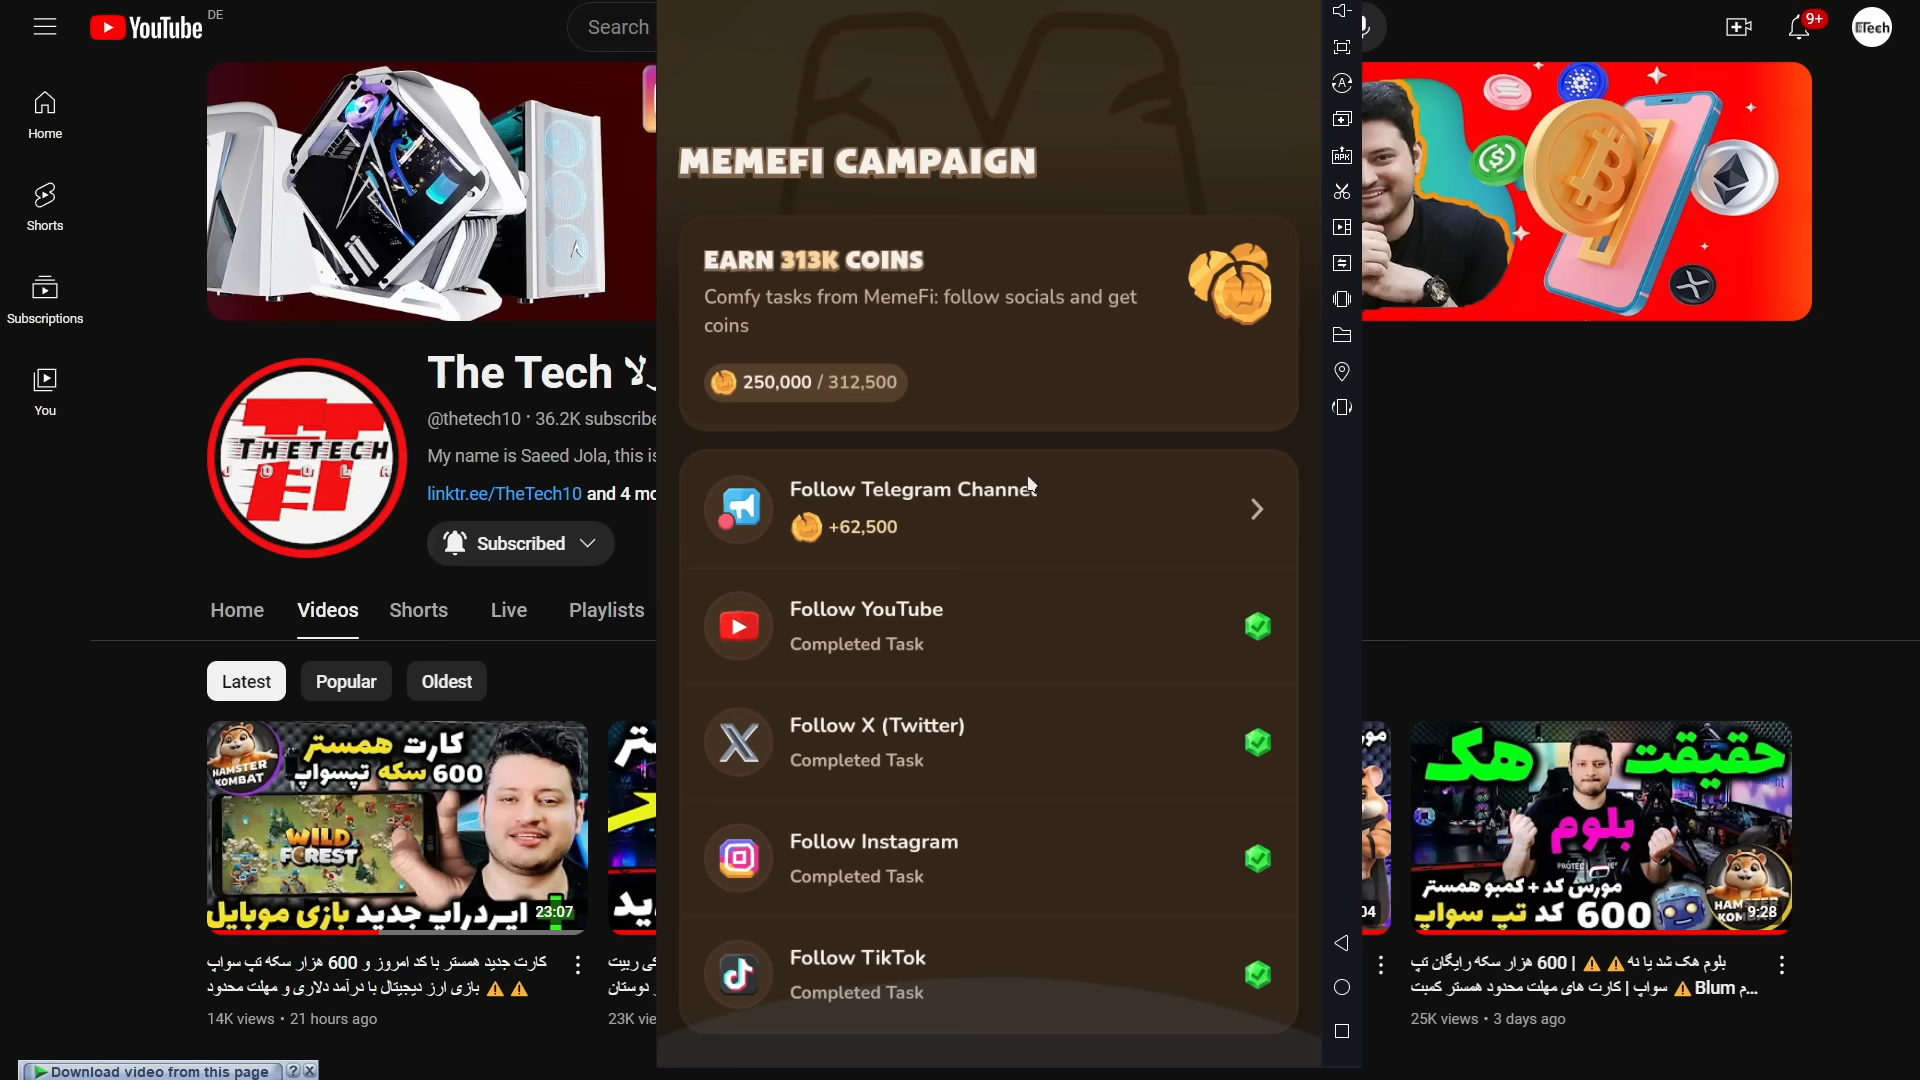 YouTube DE
Search
9+
Tech
Home
Shorts
Subscriptions
You
THETECH
The Tech
@thetech10 · 36.2K subscribe
My name is Saeed Jola, this is
linktr.ee/TheTech10 and 4 mo
Subscribed
Home Videos Shorts Live Playlists
Latest Popular Oldest
MEMEFI CAMPAIGN
EARN 313K COINS
Comfy tasks from MemeFi: follow socials and get
coins
250,000 / 312,500
Follow Telegram Channel
+62,500
Follow YouTube
Completed Task
Follow X (Twitter)
Completed Task
Follow Instagram
Completed Task
Follow TikTok
Completed Task
APK
HAMSTER
KOMBAT
کارت همستر
600 سکه تپسواپ
WILD
FOREST
ایردراپ جدید بازی موبایل
23:07
کارت جدید همستر با کد امروز و 600 هزار سکه تپ سواپ
بازی ارز دیجیتال با درآمد دلاری و مهلت محدود
14K views • 21 hours ago
23K vie
04
حقیقت هک
بلوم
مورس کد + کمبو همستر
600 کد تپ سواپ
9:28
بلوم هک شد یا نه ⚠️⚠️ | 600 هزار سکه رایگان تپ
سواپ | کارت های مهلت محدود همستر کمبت ⚠️ Blum م...
25K views • 3 days ago
Download video from this page ? X